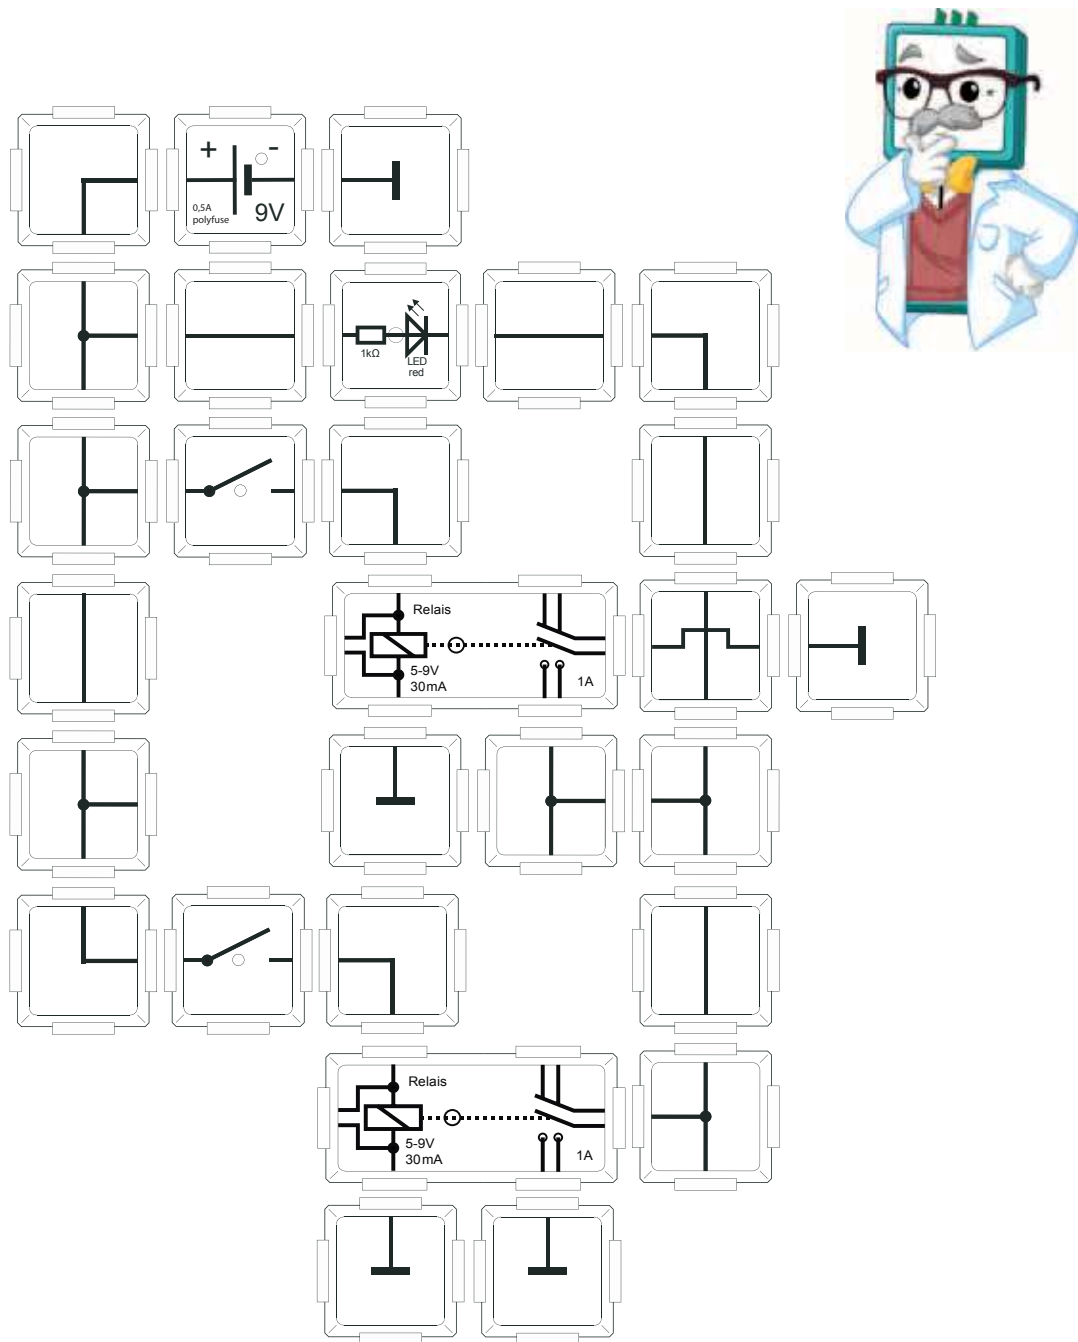 + -
0,5A
polyfuse
9V
1kΩ
LED
red
Relais
5-9V
30mA
1A
Relais
5-9V
30mA
1A